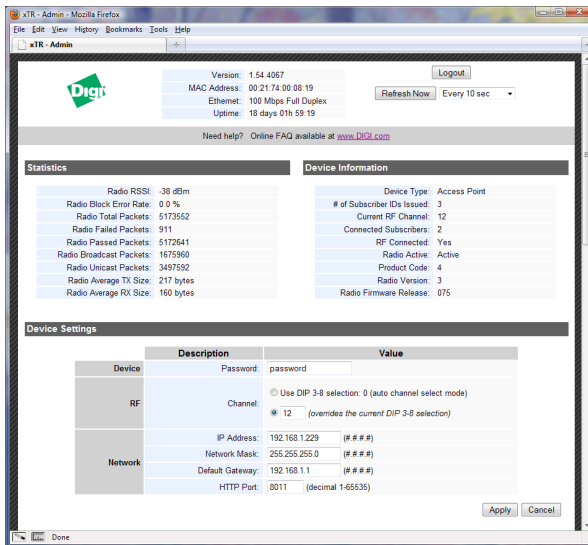 xTR - Admin - Mozilla Firefox
File Edit View History Bookmarks Tools Help
xTR - Admin
Digi
Version: 1.54.4067
MAC Address: 00:21:74:00:08:19
Ethernet: 100 Mbps Full Duplex
Uptime: 18 days 01h 59:19
Logout
Refresh Now Every 10 sec
Need help? Online FAQ available at www.DIGI.com
Statistics
Radio RSSI: -38 dBm
Radio Block Error Rate: 0.0 %
Radio Total Packets: 5173552
Radio Failed Packets: 911
Radio Passed Packets: 5172641
Radio Broadcast Packets: 1675960
Radio Unicast Packets: 3497592
Radio Average TX Size: 217 bytes
Radio Average RX Size: 160 bytes
Device Information
Device Type: Access Point
# of Subscriber IDs Issued: 3
Current RF Channel: 12
Connected Subscribers: 2
RF Connected: Yes
Radio Active: Active
Product Code: 4
Radio Version: 3
Radio Firmware Release: 075
Device Settings
Description Value
Device Password: password
RF Channel: Use DIP 3-8 selection: 0 (auto channel select mode)
12 (overrides the current DIP 3-8 selection)
Network
IP Address: 192.168.1.229 (#.#.#.#)
Network Mask: 255.255.255.0 (#.#.#.#)
Default Gateway: 192.168.1.1 (#.#.#.#)
HTTP Port: 8011 (decimal 1-65535)
Apply Cancel
Done